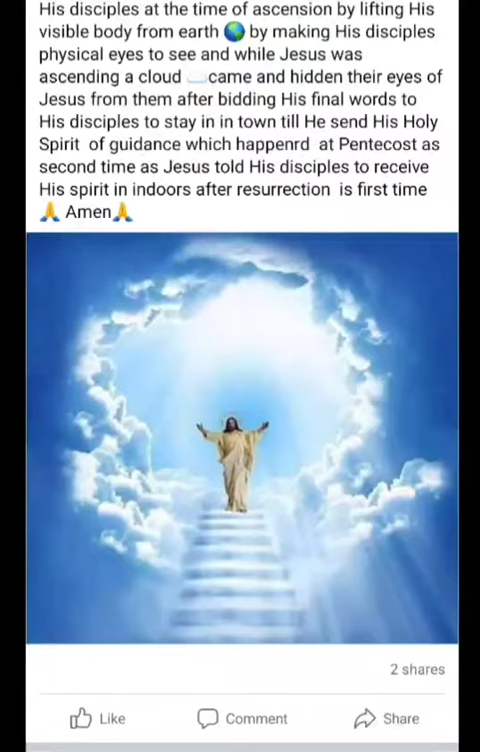 His disciples at the time of ascension by lifting His
visible body from earth 🌎 by making His disciples
physical eyes to see and while Jesus was
ascending a cloud ☁️came and hidden their eyes of
Jesus from them after bidding His final words to
His disciples to stay in in town till He send His Holy
Spirit of guidance which happenrd at Pentecost as
second time as Jesus told His disciples to receive
His spirit in indoors after resurrection is first time
🙏 Amen🙏
2 shares
Like
Comment
Share